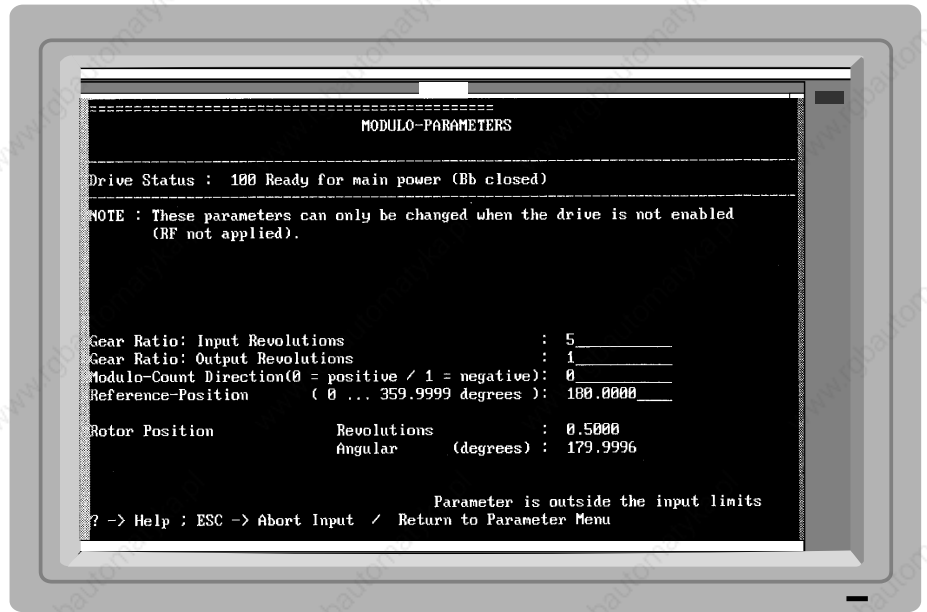 ==============================================
MODULO-PARAMETERS
Drive Status : 100 Ready for main power (Bb closed)
NOTE : These parameters can only be changed when the drive is not enabled
(RF not applied).
Gear Ratio: Input Revolutions : 5
Gear Ratio: Output Revolutions : 1
Modulo-Count Direction(0 = positive / 1 = negative): 0
Reference-Position ( 0 ... 359.9999 degrees ): 180.0000
Rotor Position Revolutions : 0.5000
Angular (degrees) : 179.9996
Parameter is outside the input limits
? -> Help ; ESC -> Abort Input / Return to Parameter Menu